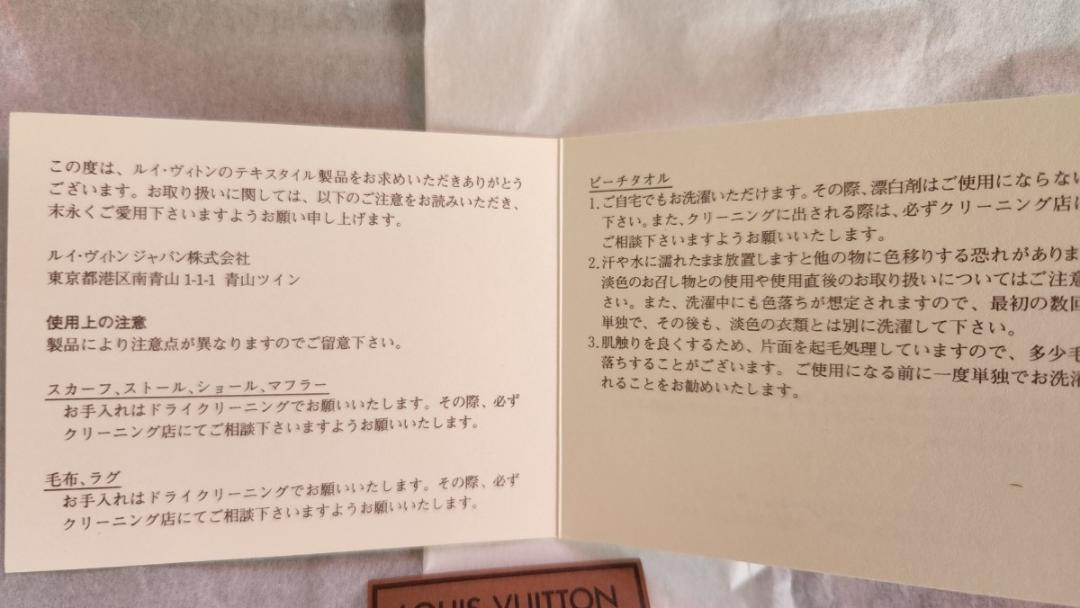 この度は、ルイ・ヴィトンのテキスタイル製品をお求めいただきありがとう
ございます。お取り扱いに関しては、以下のご注意をお読みいただき、
末永くご愛用下さいますようお願い申し上げます。
ルイ・ヴィトン ジャパン株式会社
東京都港区南青山 1-1-1 青山ツイン
使用上の注意
製品により注意点が異なりますのでご留意下さい。
スカーフ、ストール、ショール、マフラー
お手入れはドライクリーニングでお願いいたします。その際、必ず
クリーニング店にてご相談下さいますようお願いいたします。
毛布、ラグ
お手入れはドライクリーニングでお願いいたします。その際、必ず
クリーニング店にてご相談下さいますようお願いいたします。
ビーチタオル
1.ご自宅でもお洗濯いただけます。その際、漂白剤はご使用にならない
下さい。また、クリーニングに出される際は、必ずクリーニング店に
ご相談下さいますようお願いいたします。
2.汗や水に濡れたまま放置しますと他の物に色移りする恐れがありま
淡色のお召し物との使用や使用直後のお取り扱いについてはご注意
さい。また、洗濯中にも色落ちが想定されますので、最初の数回
単独で、その後も、淡色の衣類とは別に洗濯して下さい。
3.肌触りを良くするため、片面を起毛処理していますので、多少毛
落ちすることがございます。ご使用になる前に一度単独でお洗濯
れることをお勧めいたします。
LOUIS VUITTON